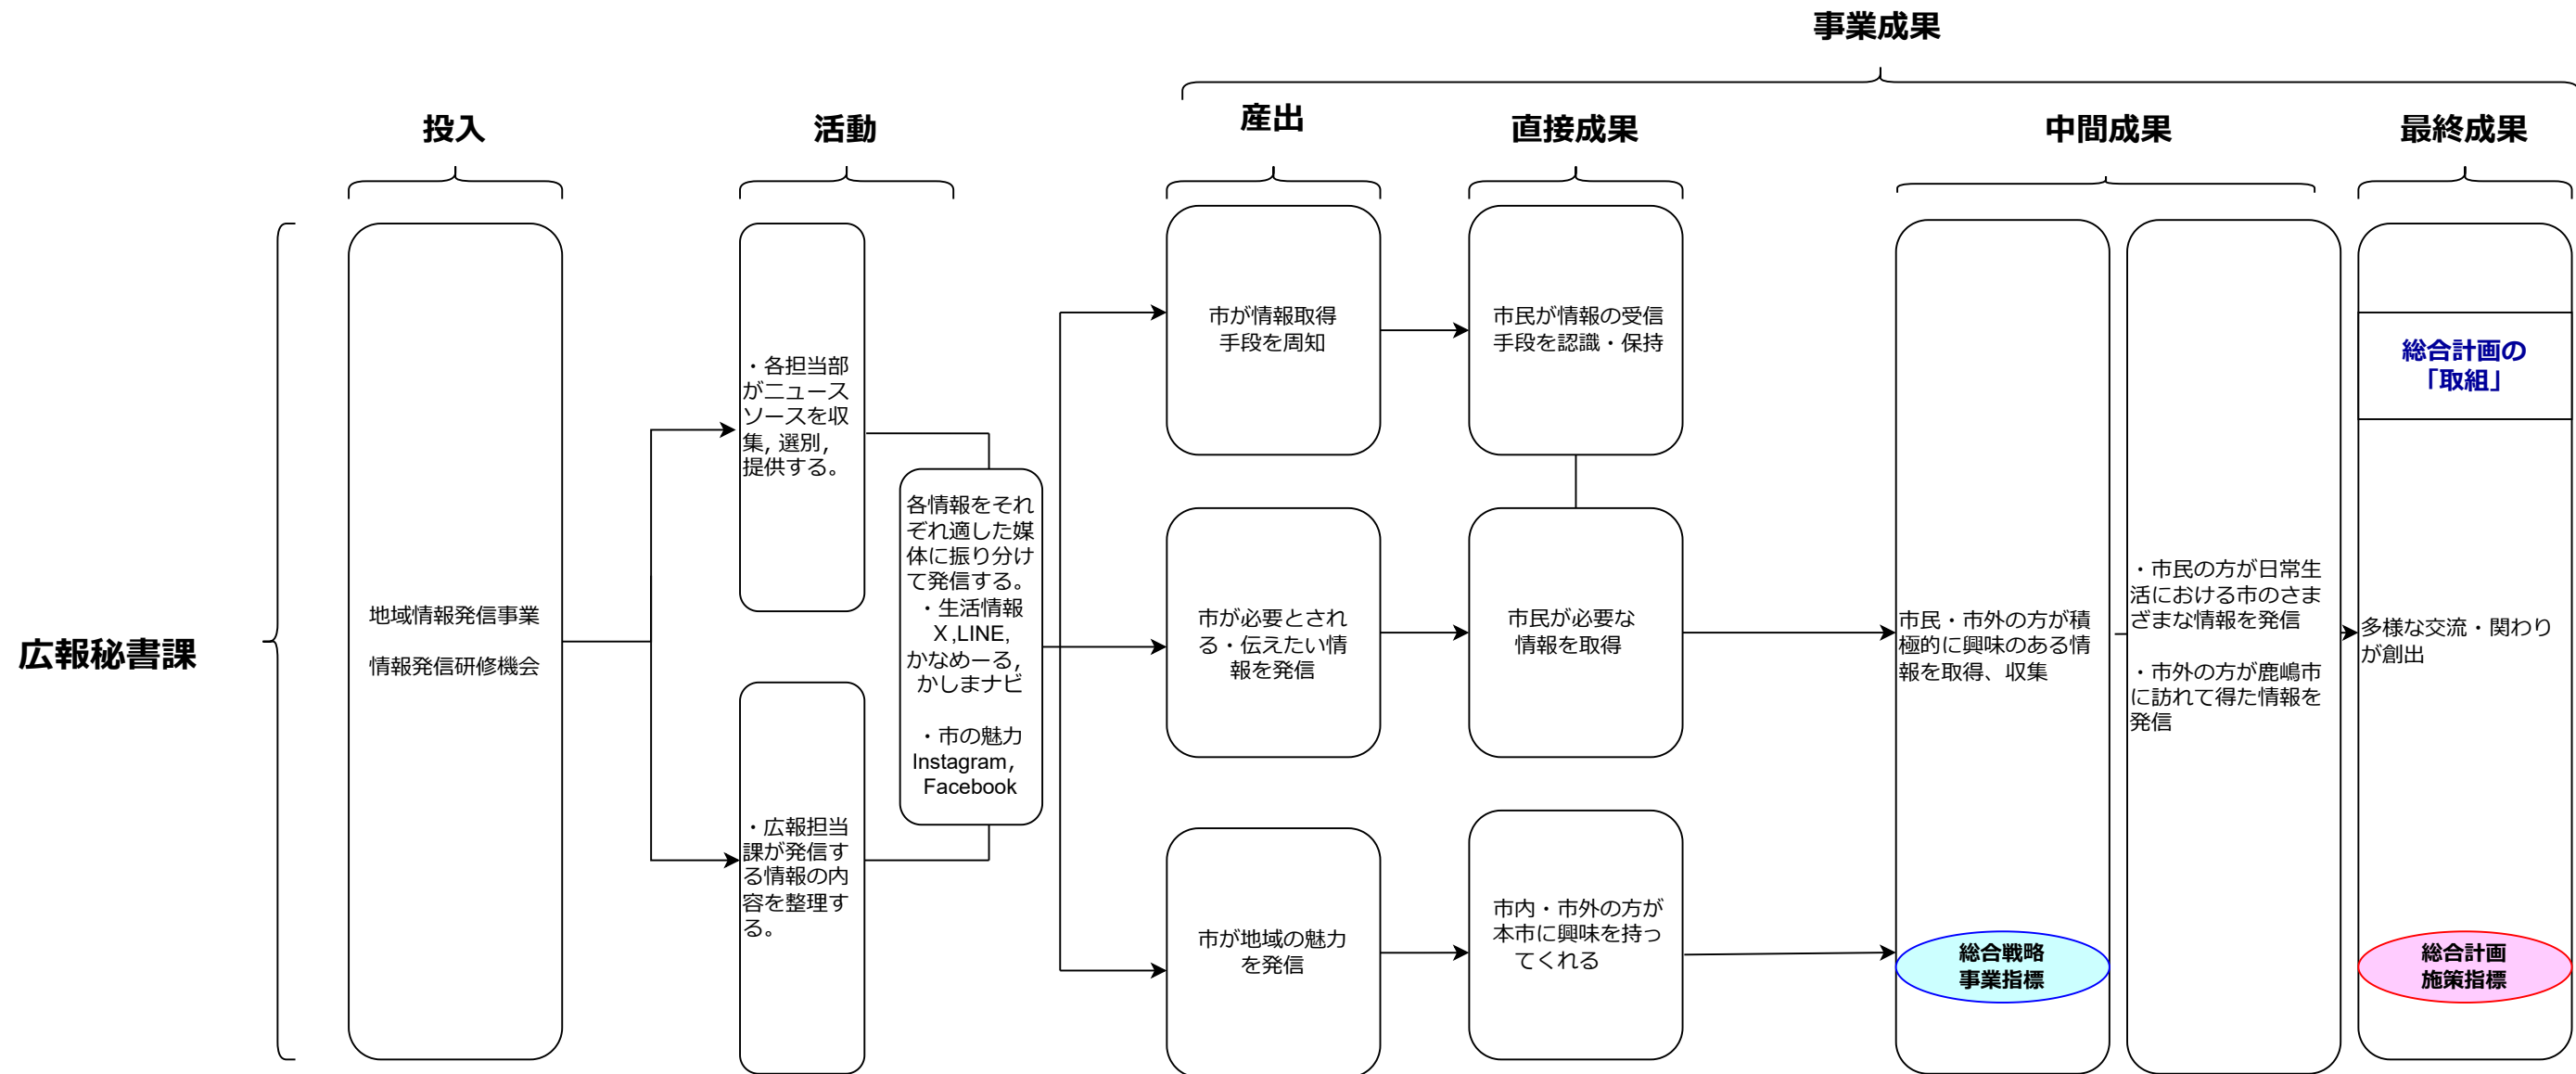 事業成果
投入
活動
産出
直接成果
中間成果
最終成果
広報秘書課
地域情報発信事業
情報発信研修機会
・各担当部
がニュース
ソースを収
集, 選別,
提供する。
・広報担当
課が発信す
る情報の内
容を整理す
る。
各情報をそれ
ぞれ適した媒
体に振り分け
て発信する。
・生活情報
X ,LINE,
かなめーる,
かしまナビ
・市の魅力
Instagram,
Facebook
市が情報取得
手段を周知
市が必要とされ
る・伝えたい情
報を発信
市が地域の魅力
を発信
市民が情報の受信
手段を認識・保持
市民が必要な
情報を取得
市内・市外の方が
本市に興味を持っ
てくれる
市民・市外の方が積
極的に興味のある情
報を取得、収集
総合戦略
事業指標
・市民の方が日常生
活における市のさま
ざまな情報を発信
・市外の方が鹿嶋市
に訪れて得た情報を
発信
総合計画の
「取組」
多様な交流・関わり
が創出
総合計画
施策指標